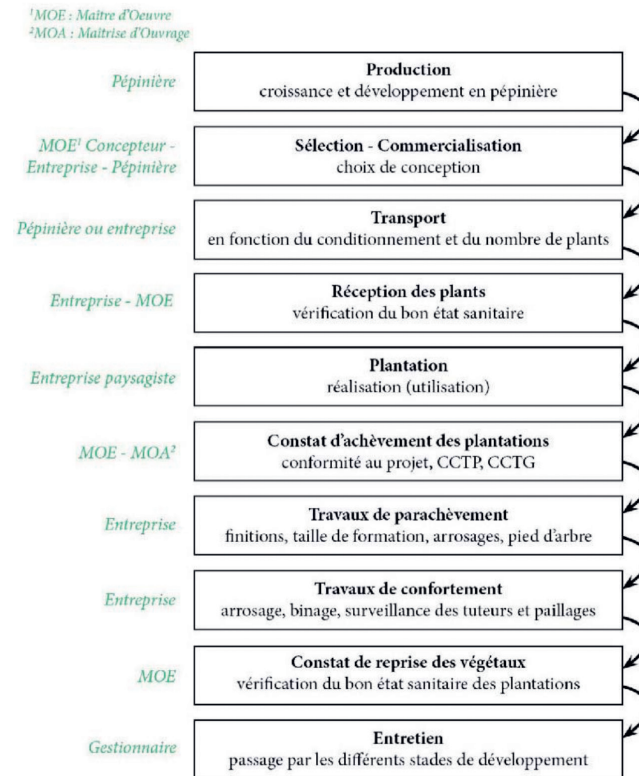 ¹MOE : Maître d'Oeuvre
²MOA : Maîtrise d'Ouvrage
Pépinière
Production
croissance et développement en pépinière
MOE¹ Concepteur -
Entreprise - Pépinière
Sélection - Commercialisation
choix de conception
Pépinière ou entreprise
Transport
en fonction du conditionnement et du nombre de plants
Entreprise - MOE
Réception des plants
vérification du bon état sanitaire
Entreprise paysagiste
Plantation
réalisation (utilisation)
MOE - MOA²
Constat d'achèvement des plantations
conformité au projet, CCTP, CCTG
Entreprise
Travaux de parachèvement
finitions, taille de formation, arrosages, pied d'arbre
Entreprise
Travaux de confortement
arrosage, binage, surveillance des tuteurs et paillages
MOE
Constat de reprise des végétaux
vérification du bon état sanitaire des plantations
Gestionnaire
Entretien
passage par les différents stades de développement